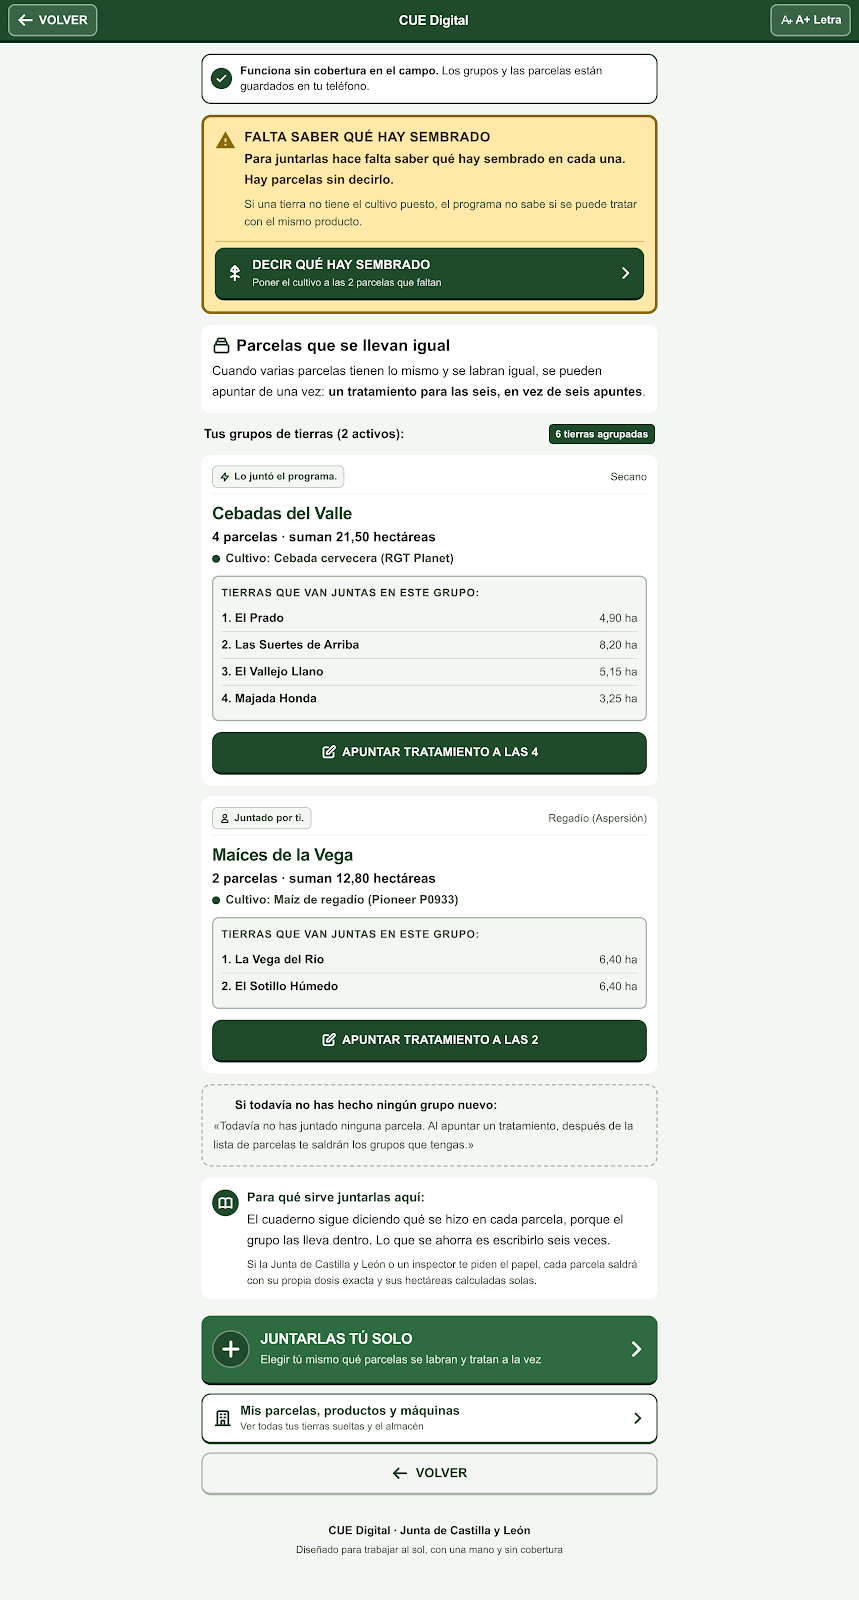 VOLVER
CUE Digital
A+ A+ Letra
Funciona sin cobertura en el campo. Los grupos y las parcelas están
guardados en tu teléfono.
FALTA SABER QUÉ HAY SEMBRADO
Para juntarlas hace falta saber qué hay sembrado en cada una.
Hay parcelas sin decirlo.
Si una tierra no tiene el cultivo puesto, el programa no sabe si se puede tratar
con el mismo producto.
DECIR QUÉ HAY SEMBRADO
Poner el cultivo a las 2 parcelas que faltan
Parcelas que se llevan igual
Cuando varias parcelas tienen lo mismo y se labran igual, se pueden
apuntar de una vez: un tratamiento para las seis, en vez de seis apuntes.
Tus grupos de tierras (2 activos):
6 tierras agrupadas
Lo juntó el programa.
Secano
Cebadas del Valle
4 parcelas · suman 21,50 hectáreas
Cultivo: Cebada cervecera (RGT Planet)
TIERRAS QUE VAN JUNTAS EN ESTE GRUPO:
1. El Prado 4,90 ha
2. Las Suertes de Arriba 8,20 ha
3. El Vallejo Llano 5,15 ha
4. Majada Honda 3,25 ha
APUNTAR TRATAMIENTO A LAS 4
Juntado por ti.
Regadío (Aspersión)
Maíces de la Vega
2 parcelas · suman 12,80 hectáreas
Cultivo: Maíz de regadío (Pioneer P0933)
TIERRAS QUE VAN JUNTAS EN ESTE GRUPO:
1. La Vega del Río 6,40 ha
2. El Sotillo Húmedo 6,40 ha
APUNTAR TRATAMIENTO A LAS 2
Si todavía no has hecho ningún grupo nuevo:
«Todavía no has juntado ninguna parcela. Al apuntar un tratamiento, después de la
lista de parcelas te saldrán los grupos que tengas.»
Para qué sirve juntarlas aquí:
El cuaderno sigue diciendo qué se hizo en cada parcela, porque el
grupo las lleva dentro. Lo que se ahorra es escribirlo seis veces.
Si la Junta de Castilla y León o un inspector te piden el papel, cada parcela saldrá
con su propia dosis exacta y sus hectáreas calculadas solas.
JUNTARLAS TÚ SOLO
Elegir tú mismo qué parcelas se labran y tratan a la vez
Mis parcelas, productos y máquinas
Ver todas tus tierras sueltas y el almacén
VOLVER
CUE Digital · Junta de Castilla y León
Diseñado para trabajar al sol, con una mano y sin cobertura